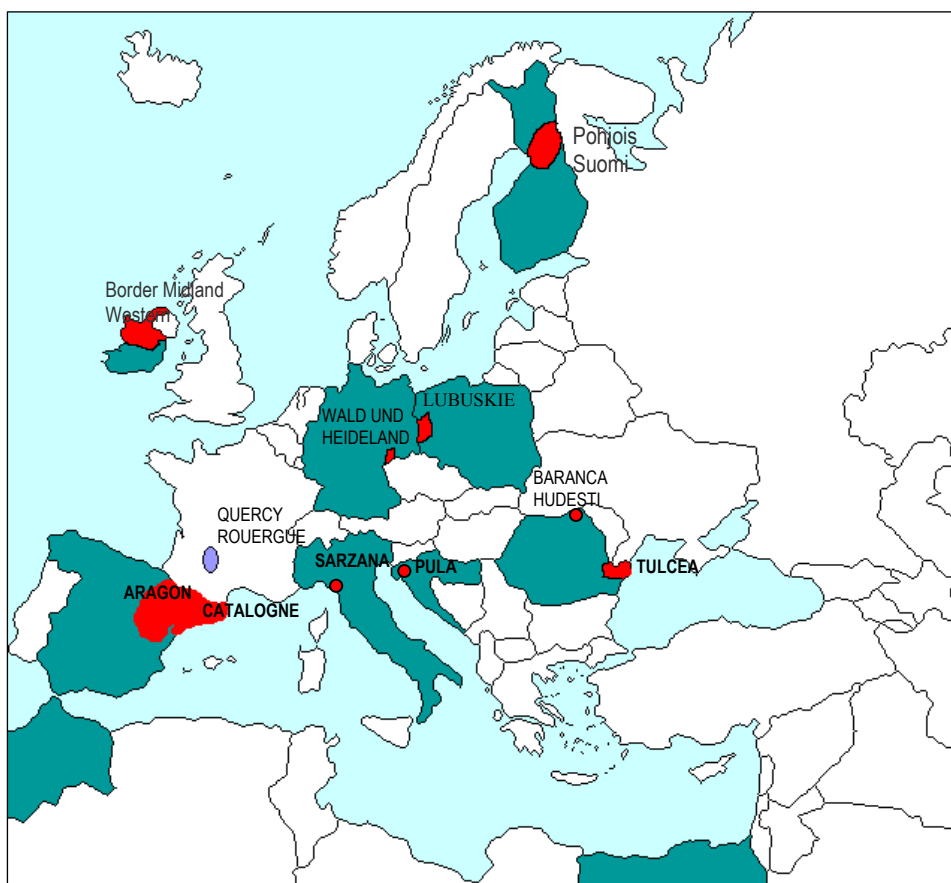 Pohjois
Suomi
Border Midland
Western
LUBUSKIE
WALD UND
HEIDELAND
BARANCA
HUDESTI
QUERCY
ROUERGUE
SARZANA
PULA
TULCEA
ARAGON
CATALOGNE